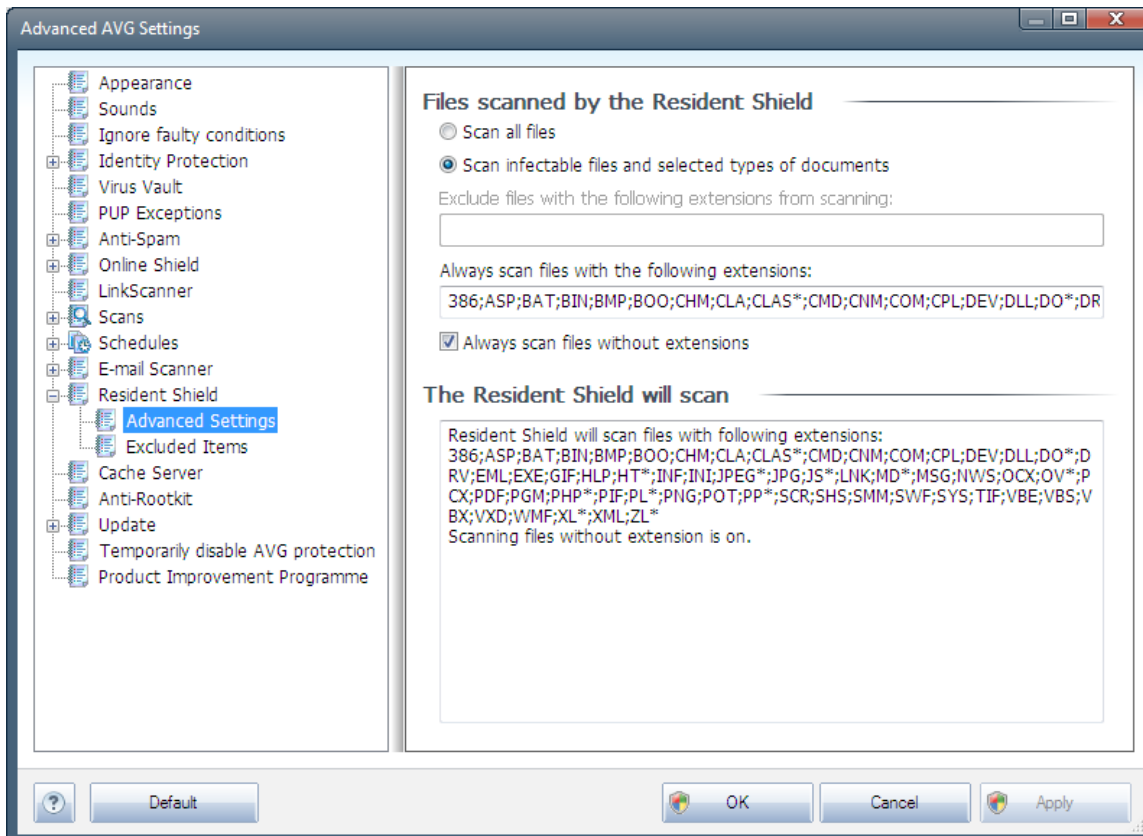 Advanced AVG Settings
Appearance
Sounds
Ignore faulty conditions
Identity Protection
Virus Vault
PUP Exceptions
Anti-Spam
Online Shield
LinkScanner
Scans
Schedules
E-mail Scanner
Resident Shield
Advanced Settings
Excluded Items
Cache Server
Anti-Rootkit
Update
Temporarily disable AVG protection
Product Improvement Programme
Files scanned by the Resident Shield
Scan all files
Scan infectable files and selected types of documents
Exclude files with the following extensions from scanning:
Always scan files with the following extensions:
386;ASP;BAT;BIN;BMP;BOO;CHM;CLA;CLAS*;CMD;CNM;COM;CPL;DEV;DLL;DO*;DR
Always scan files without extensions
The Resident Shield will scan
Resident Shield will scan files with following extensions:
386;ASP;BAT;BIN;BMP;BOO;CHM;CLA;CLAS*;CMD;CNM;COM;CPL;DEV;DLL;DO*;D
RV;EML;EXE;GIF;HLP;HT*;INF;INI;JPEG*;JPG;JS*;LNK;MD*;MSG;NWS;OCX;OV*;P
CX;PDF;PGM;PHP*;PIF;PL*;PNG;POT;PP*;SCR;SHS;SMM;SWF;SYS;TIF;VBE;VBS;V
BX;VXD;WMF;XL*;XML;ZL*
Scanning files without extension is on.
?
Default
OK
Cancel
Apply